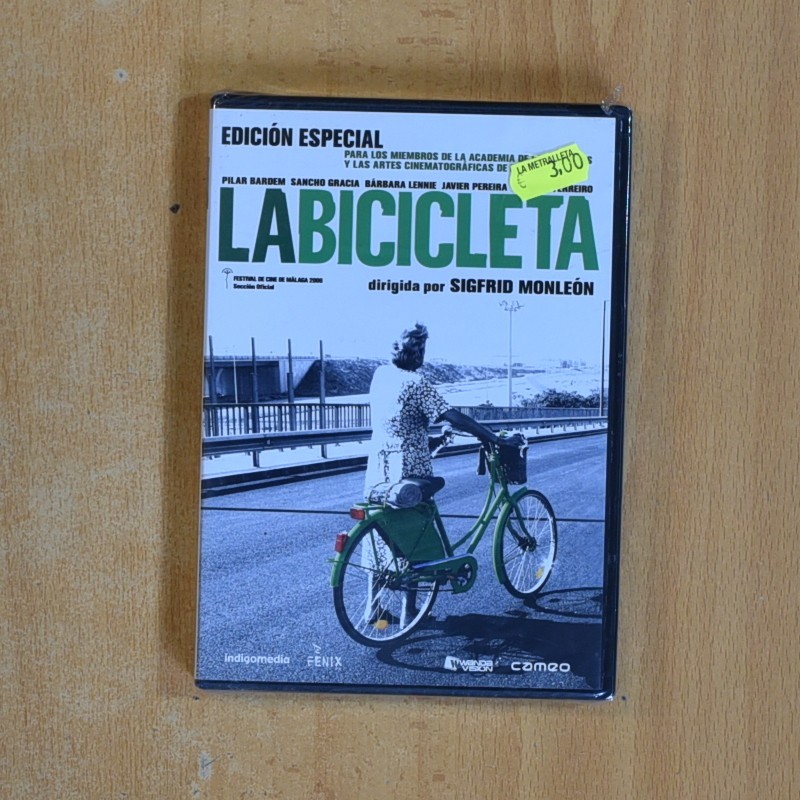 EDICIÓN ESPECIAL
PARA LOS MIEMBROS DE LA ACADEMIA DE
Y LAS ARTES CINEMATOGRÁFICAS DE
LA METRALLETA
€ 3,00
PILAR BARDEM SANCHO GRACIA BÁRBARA LENNIE JAVIER PEREIRA
LABICICLETA
FESTIVAL DE CINE DE MÁLAGA 2006
Sección Oficial
dirigida por SIGFRID MONLEÓN
indigomedia FENIX WANDA VISION cameo